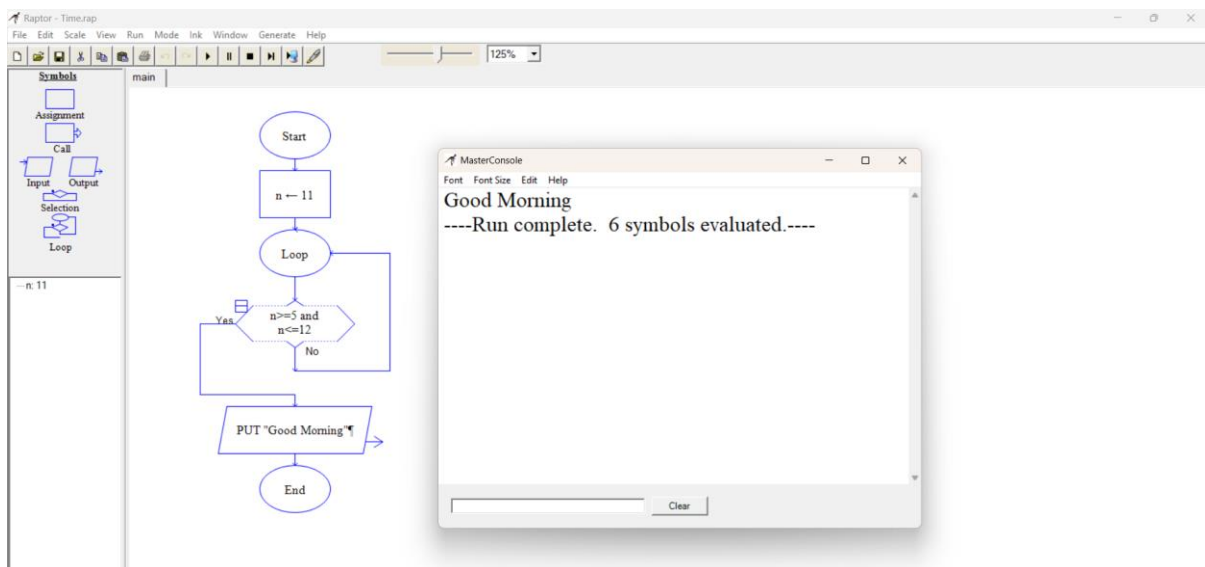 Raptor - Time.rap
File Edit Scale View Run Mode Ink Window Generate Help
125%
Symbols
Assignment
Call
Input Output
Selection
Loop
n: 11
main
Start
n ← 11
Loop
Yes
n>=5 and
n<=12
No
PUT "Good Morning"¶
End
MasterConsole
Font Font Size Edit Help
Good Morning
----Run complete. 6 symbols evaluated.----
Clear